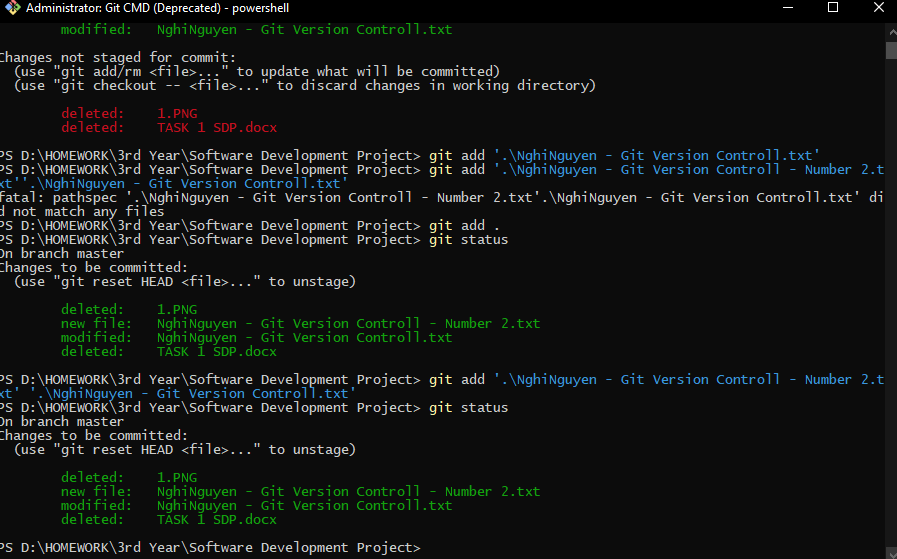 Administrator: Git CMD (Deprecated) - powershell
modified: NghiNguyen - Git Version Controll.txt
Changes not staged for commit:
(use "git add/rm <file>..." to update what will be committed)
(use "git checkout -- <file>..." to discard changes in working directory)
deleted: 1.PNG
deleted: TASK 1 SDP.docx
PS D:\HOMEWORK\3rd Year\Software Development Project> git add '.\NghiNguyen - Git Version Controll.txt'
PS D:\HOMEWORK\3rd Year\Software Development Project> git add '.\NghiNguyen - Git Version Controll - Number 2.t
xt''.\NghiNguyen - Git Version Controll.txt'
fatal: pathspec '.\NghiNguyen - Git Version Controll - Number 2.txt'.\NghiNguyen - Git Version Controll.txt' di
d not match any files
PS D:\HOMEWORK\3rd Year\Software Development Project> git add .
PS D:\HOMEWORK\3rd Year\Software Development Project> git status
On branch master
Changes to be committed:
(use "git reset HEAD <file>..." to unstage)
deleted: 1.PNG
new file: NghiNguyen - Git Version Controll - Number 2.txt
modified: NghiNguyen - Git Version Controll.txt
deleted: TASK 1 SDP.docx
PS D:\HOMEWORK\3rd Year\Software Development Project> git add '.\NghiNguyen - Git Version Controll - Number 2.t
xt' '.\NghiNguyen - Git Version Controll.txt'
PS D:\HOMEWORK\3rd Year\Software Development Project> git status
On branch master
Changes to be committed:
(use "git reset HEAD <file>..." to unstage)
deleted: 1.PNG
new file: NghiNguyen - Git Version Controll - Number 2.txt
modified: NghiNguyen - Git Version Controll.txt
deleted: TASK 1 SDP.docx
PS D:\HOMEWORK\3rd Year\Software Development Project>